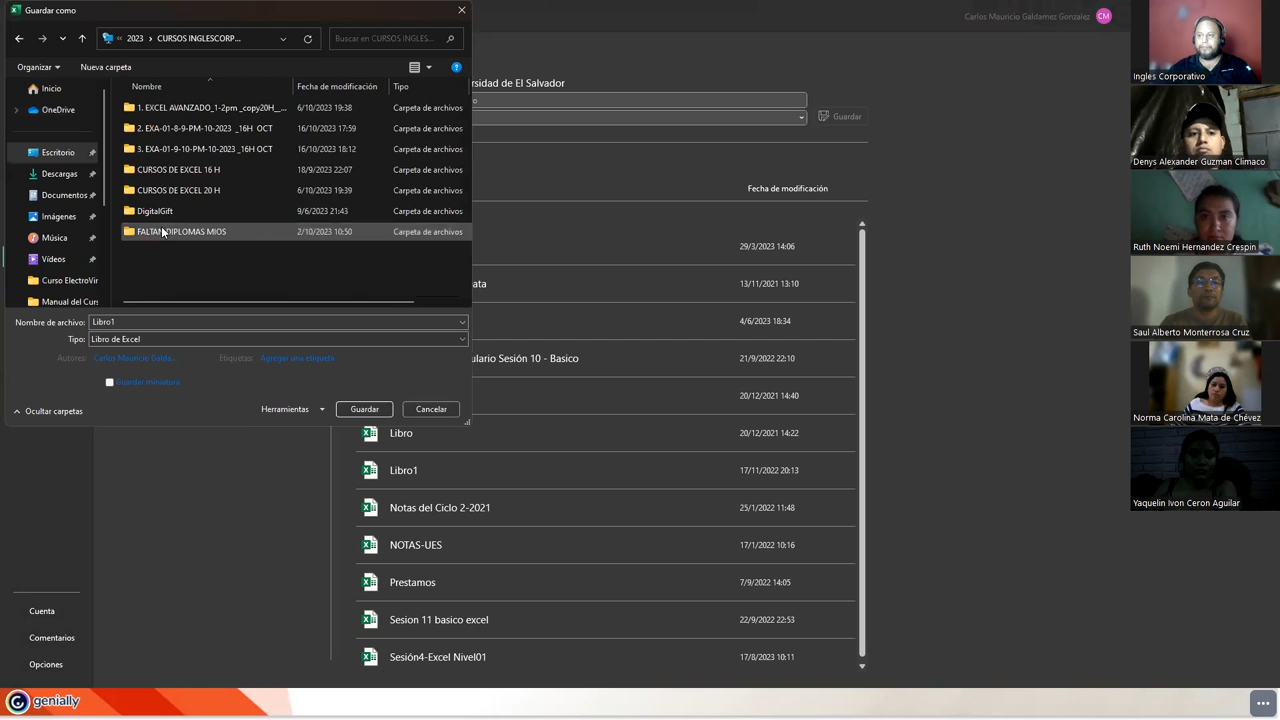 Guardar como
2023 > CURSOS INGLESCORP...
Buscar en CURSOS INGLES...
Organizar
Nueva carpeta
Inicio
OneDrive
Escritorio
Descargas
Documentos
Imágenes
Música
Vídeos
Curso ElectroVir
Manual del Curs
Nombre
Fecha de modificación
Tipo
1. EXCEL AVANZADO_1-2pm _copy20H__...
6/10/2023 19:38
Carpeta de archivos
2. EXA-01-8-9-PM-10-2023 _16H OCT
16/10/2023 17:59
Carpeta de archivos
3. EXA-01-9-10-PM-10-2023 _16H OCT
16/10/2023 18:12
Carpeta de archivos
CURSOS DE EXCEL 16 H
18/9/2023 22:07
Carpeta de archivos
CURSOS DE EXCEL 20 H
6/10/2023 19:39
Carpeta de archivos
DigitalGift
9/6/2023 21:43
Carpeta de archivos
FALTAN DIPLOMAS MIOS
2/10/2023 10:50
Carpeta de archivos
Nombre de archivo: Libro1
Tipo: Libro de Excel
Autores: Carlos Mauricio Galda...
Etiquetas: Agregar una etiqueta
Guardar miniatura
Ocultar carpetas
Herramientas
Guardar
Cancelar
Carlos Mauricio Galdamez Gonzalez
CM
rsidad de El Salvador
o
Guardar
Fecha de modificación
29/3/2023 14:06
ata
13/11/2021 13:10
4/6/2023 18:34
ulario Sesión 10 - Basico
21/9/2022 22:10
20/12/2021 14:40
Libro
20/12/2021 14:22
Libro1
17/11/2022 20:13
Notas del Ciclo 2-2021
25/1/2022 11:48
NOTAS-UES
17/1/2022 10:16
Prestamos
7/9/2022 14:05
Sesion 11 basico excel
22/9/2022 22:53
Sesión4-Excel Nivel01
17/8/2023 10:11
Cuenta
Comentarios
Opciones
genially
Ingles Corporativo
Denys Alexander Guzman Climaco
Ruth Noemi Hernandez Crespin
Saul Alberto Monterrosa Cruz
Norma Carolina Mata de Chévez
Yaquelin Ivon Ceron Aguilar